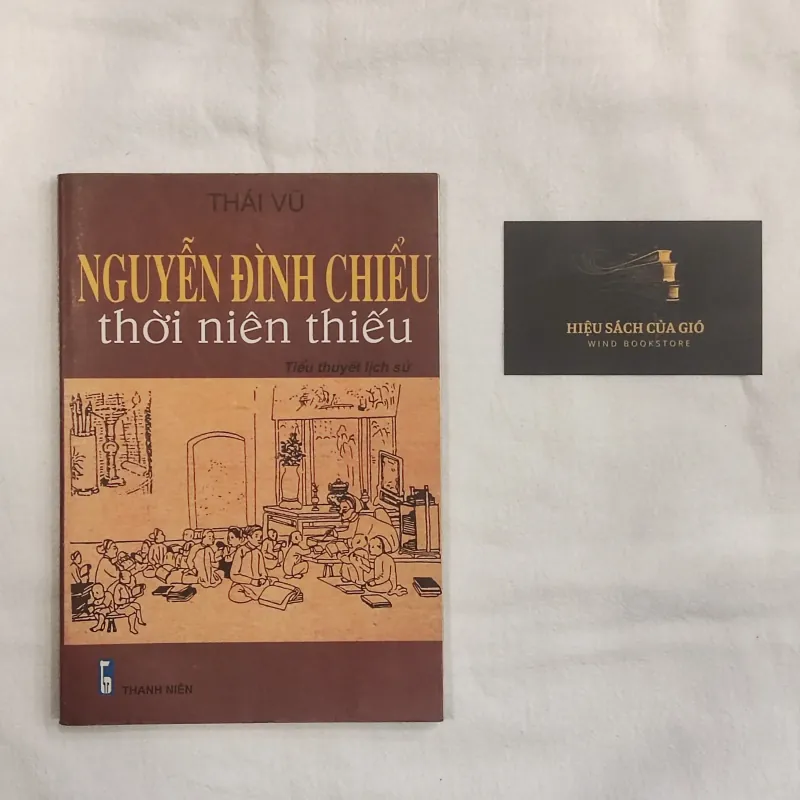 THÁI VŨ
NGUYỄN ĐÌNH CHIỂU
thời niên thiếu
Tiểu thuyết lịch sử
THANH NIÊN
HIỆU SÁCH CỦA GIÓ
WIND BOOKSTORE